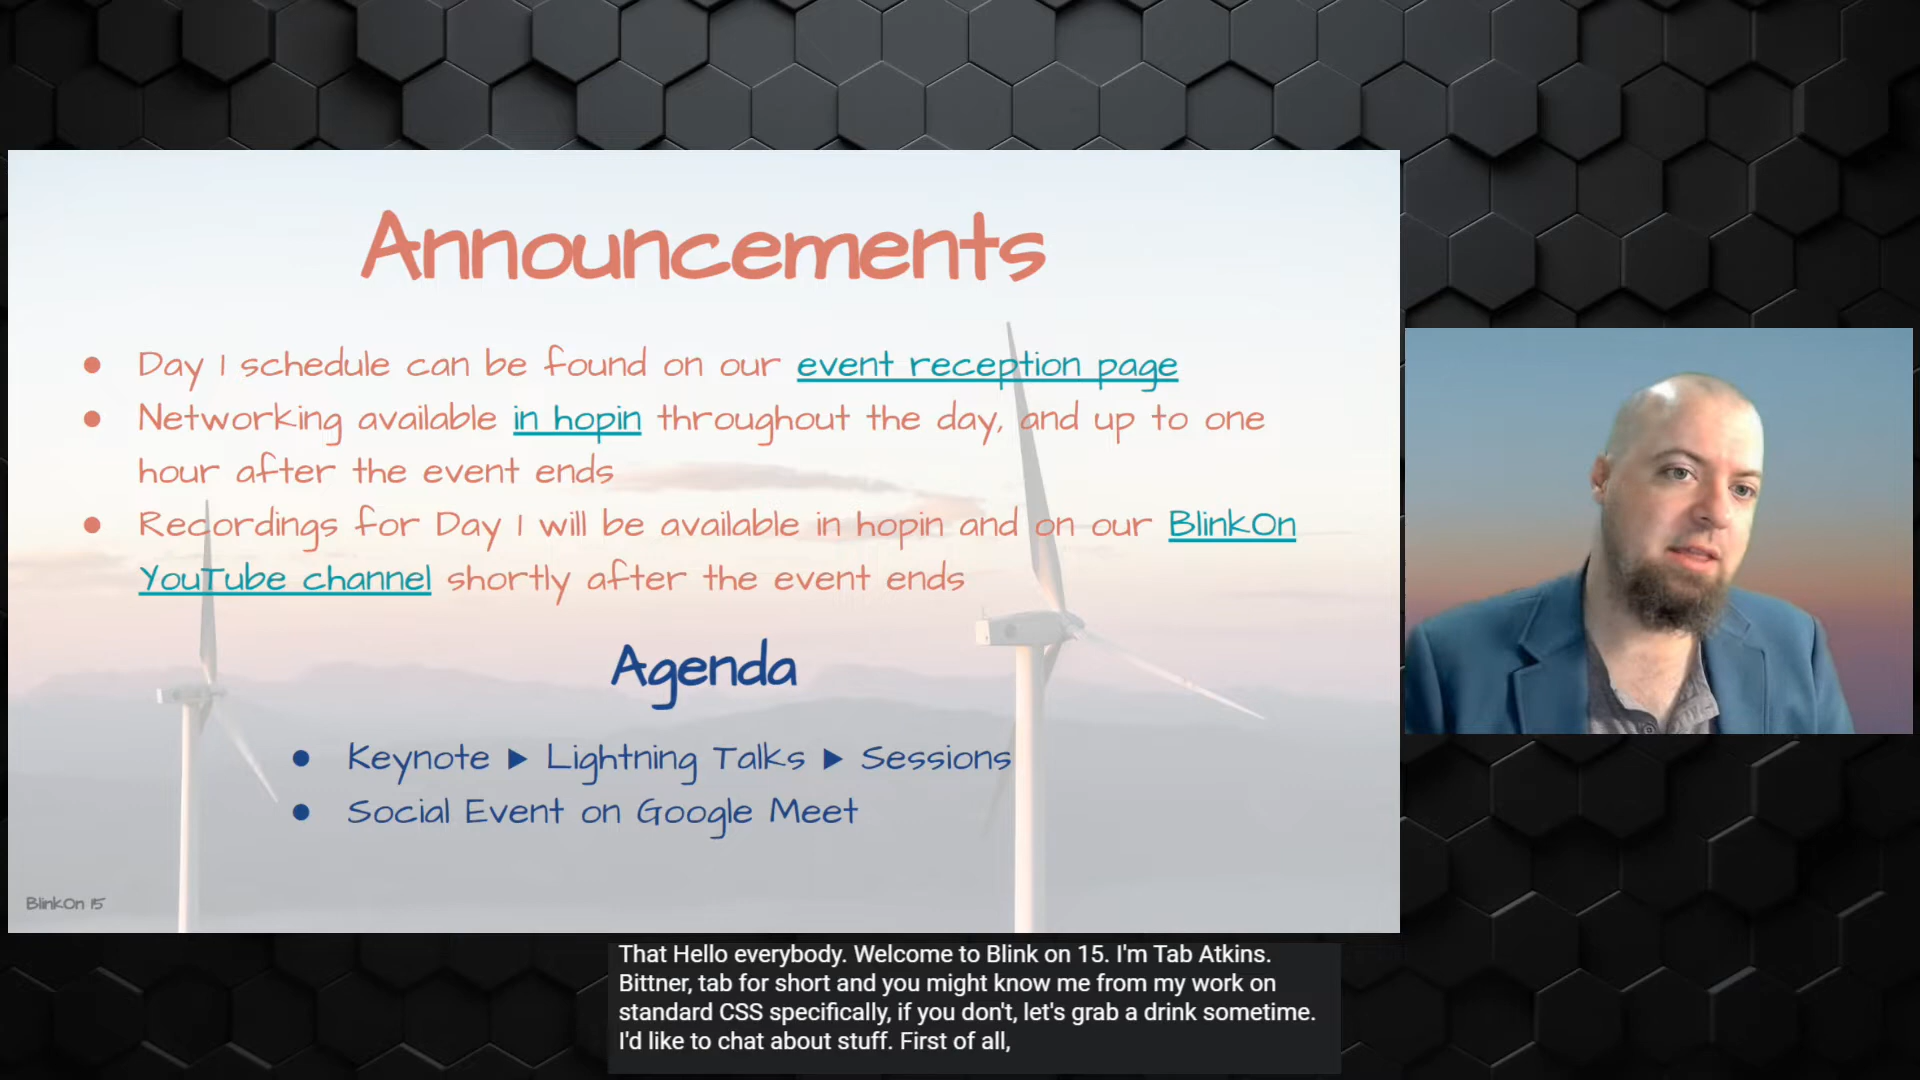 Announcements
● Day 1 schedule can be found on our event reception page
● Networking available in hopin throughout the day, and up to one
hour after the event ends
● Recordings for Day 1 will be available in hopin and on our BlinkOn
YouTube channel shortly after the event ends
Agenda
● Keynote ► Lightning Talks ► Sessions
● Social Event on Google Meet
BlinkOn 15
That Hello everybody. Welcome to Blink on 15. I'm Tab Atkins.
Bittner, tab for short and you might know me from my work on
standard CSS specifically, if you don't, let's grab a drink sometime.
I'd like to chat about stuff. First of all,